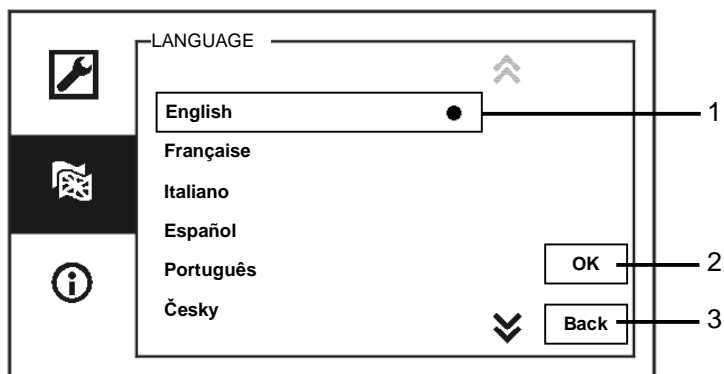 LANGUAGE
English
1
Française
Italiano
Español
Português
OK
2
Česky
Back
3